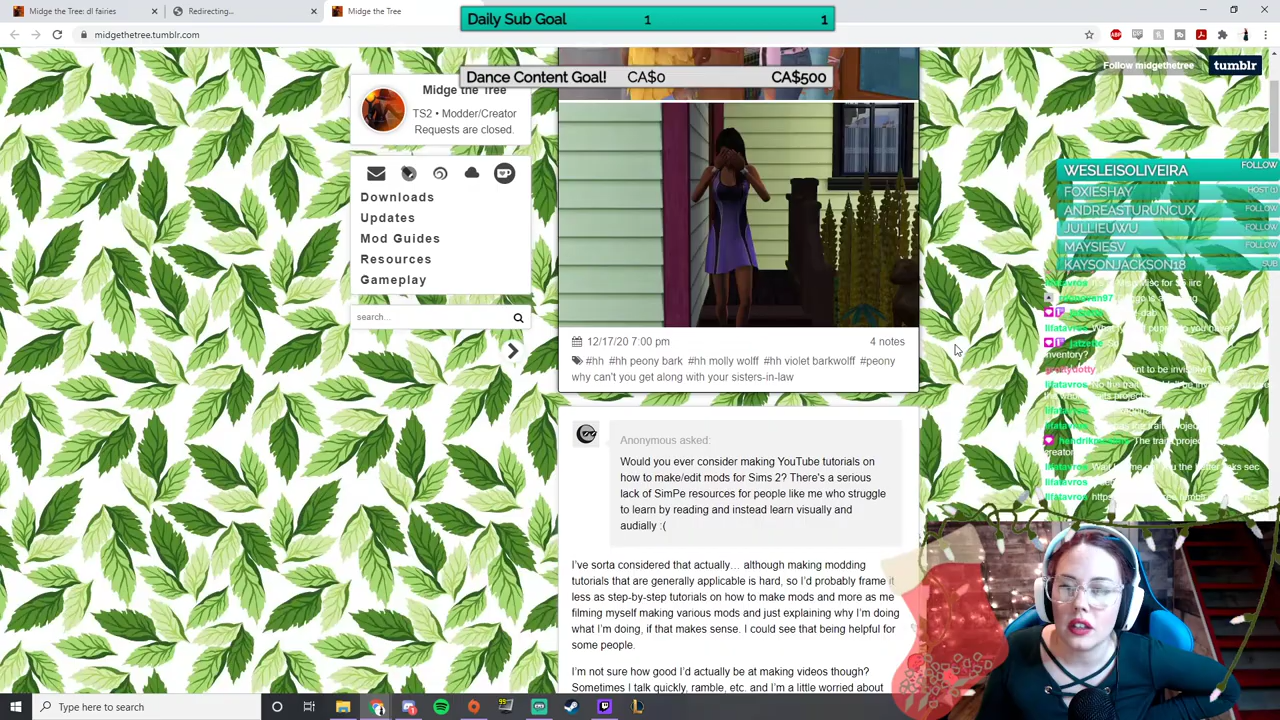 Midge the Tree: dl fairies
Redirecting...
Midge the Tree
midgethetree.tumblr.com
ABP
Daily Sub Goal 1 1
Dance Content Goal! CA$0 CA$500
Follow midgethetree
tumblr
Midge the Tree
TS2 • Modder/Creator
Requests are closed.
Downloads
Updates
Mod Guides
Resources
Gameplay
search...
12/17/20 7:00 pm
4 notes
#hh #hh peony bark #hh molly wolff #hh violet barkwolff #peony
why can't you get along with your sisters-in-law
Anonymous asked:
Would you ever consider making YouTube tutorials on
how to make/edit mods for Sims 2? There's a serious
lack of SimPe resources for people like me who struggle
to learn by reading and instead learn visually and
audially :(
I've sorta considered that actually… although making modding
tutorials that are generally applicable is hard, so I'd probably frame it
less as step-by-step tutorials on how to make mods and more as me
filming myself making various mods and just explaining why I'm doing
what I'm doing, if that makes sense. I could see that being helpful for
some people.
I'm not sure how good I'd actually be at making videos though?
Sometimes I talk quickly, ramble, etc. and I'm a little worried about
WESLEISOLIVEIRA FOLLOW
FOXIESHAY HOST (1)
ANDREASTURUNCUX FOLLOW
JULLIEUWU FOLLOW
MAYSIESV FOLLOW
KAYSONJACKSON18 SUB
Type here to search